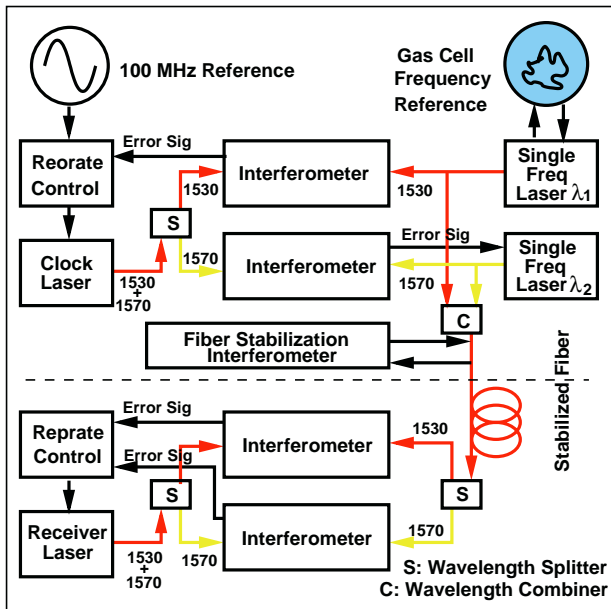 100 MHz Reference
Gas Cell
Frequency
Reference
Error Sig
Reorate
Control
Interferometer
Single
Freq
Laser λ1
1530
1530
S
Clock
Laser
1530
+
1570
1570
Interferometer
Error Sig
1570
Single
Freq
Laser λ2
C
Fiber Stabilization
Interferometer
Stabilized Fiber
Error Sig
Reprate
Control
Interferometer
1530
Error Sig
1530
S
S
Receiver
Laser
1530
+
1570
1570
Interferometer
1570
S: Wavelength Splitter
C: Wavelength Combiner